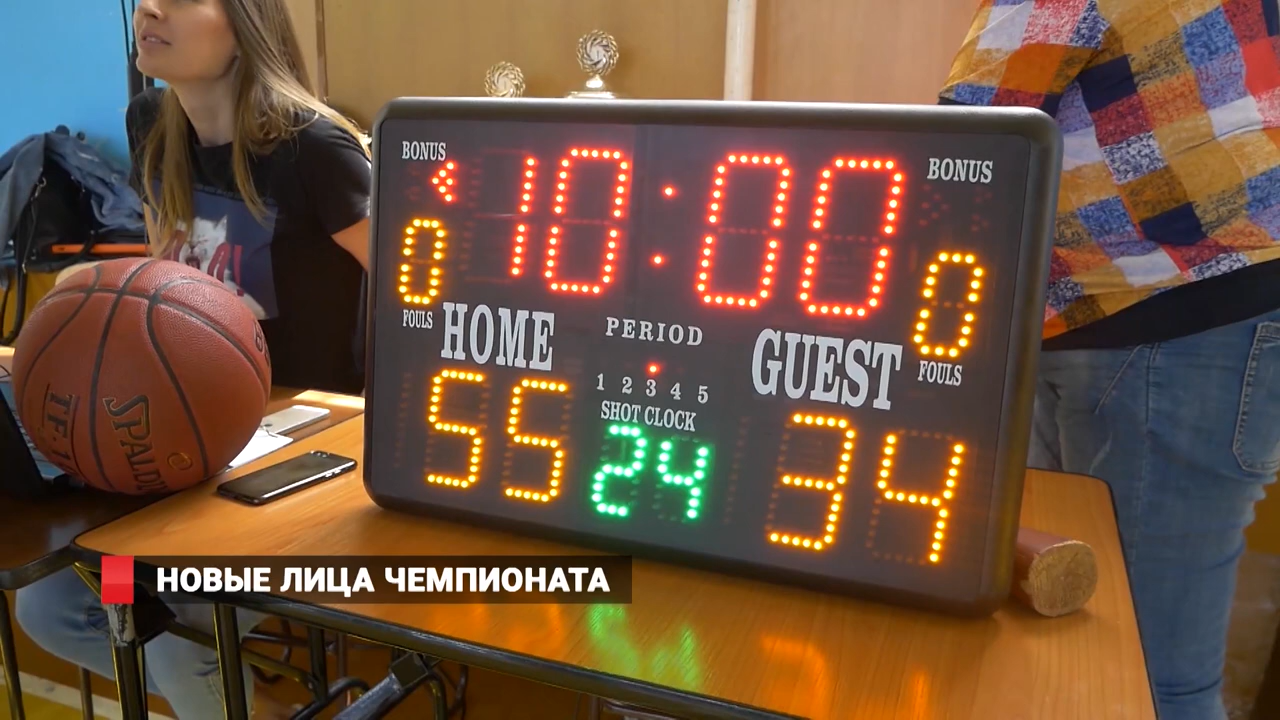 BONUS
10:00
BONUS
0
0
FOULS
HOME
PERIOD
GUEST
FOULS
1 2 3 4 5
SHOT CLOCK
55
24
34
SPALDING
TF-
НОВЫЕ ЛИЦА ЧЕМПИОНАТА